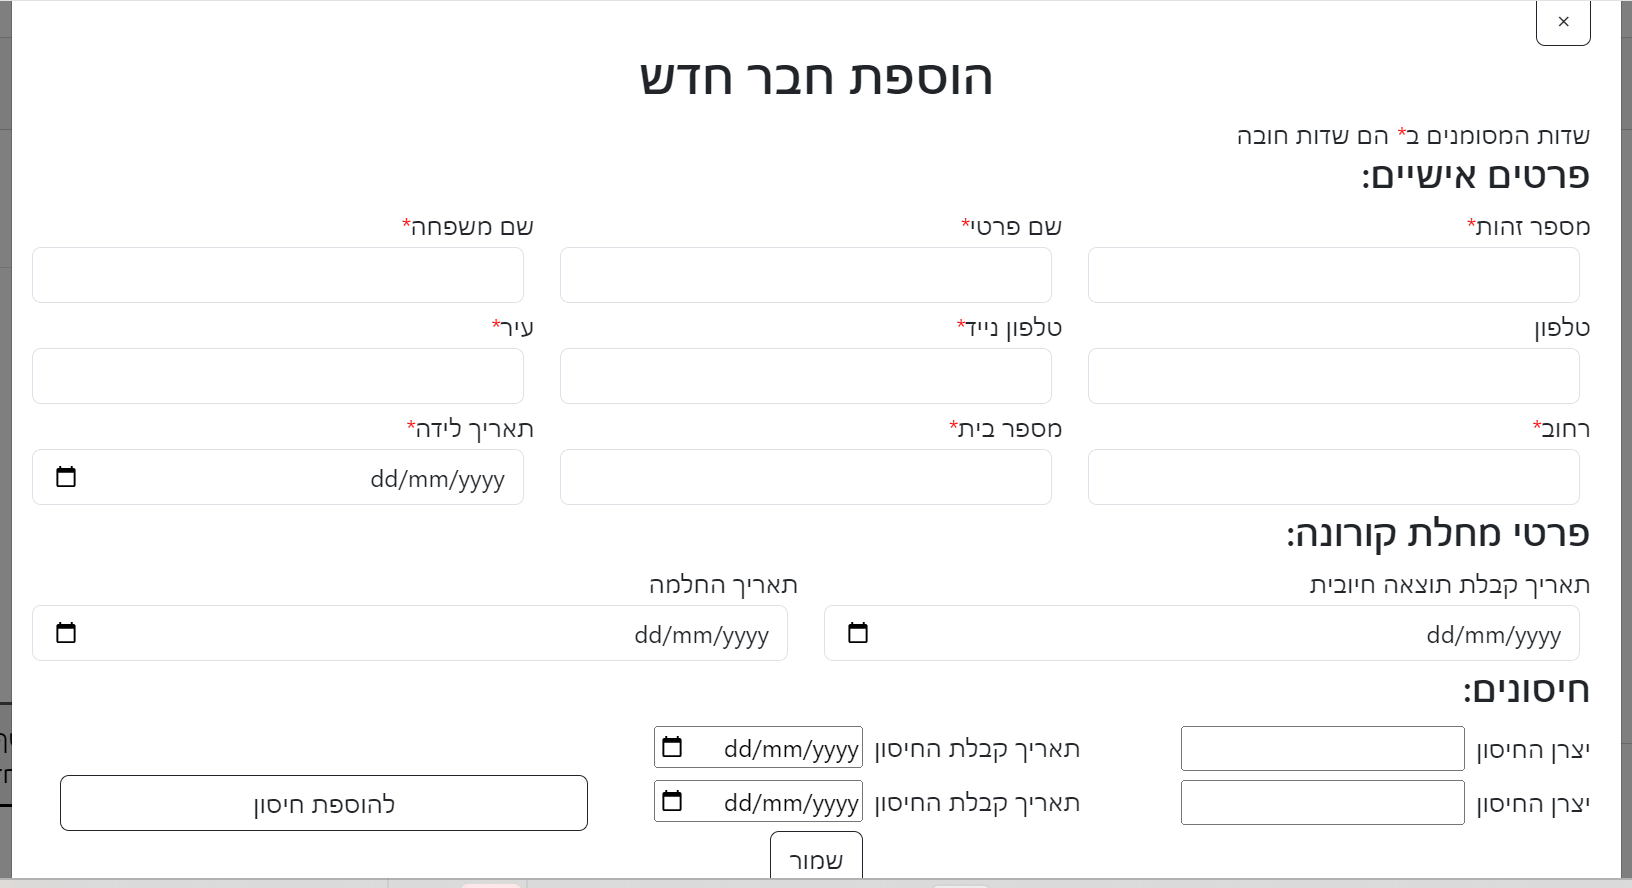 ×
הוספת חבר חדש
שדות המסומנים ב* הם שדות חובה
פרטים אישיים:
מספר זהות* שם פרטי* שם משפחה*
טלפון טלפון נייד* עיר*
רחוב* מספר בית* תאריך לידה*
dd/mm/yyyy
פרטי מחלת קורונה:
תאריך קבלת תוצאה חיובית תאריך החלמה
dd/mm/yyyy dd/mm/yyyy
חיסונים:
יצרן החיסון תאריך קבלת החיסון dd/mm/yyyy
יצרן החיסון תאריך קבלת החיסון dd/mm/yyyy
להוספת חיסון
שמור